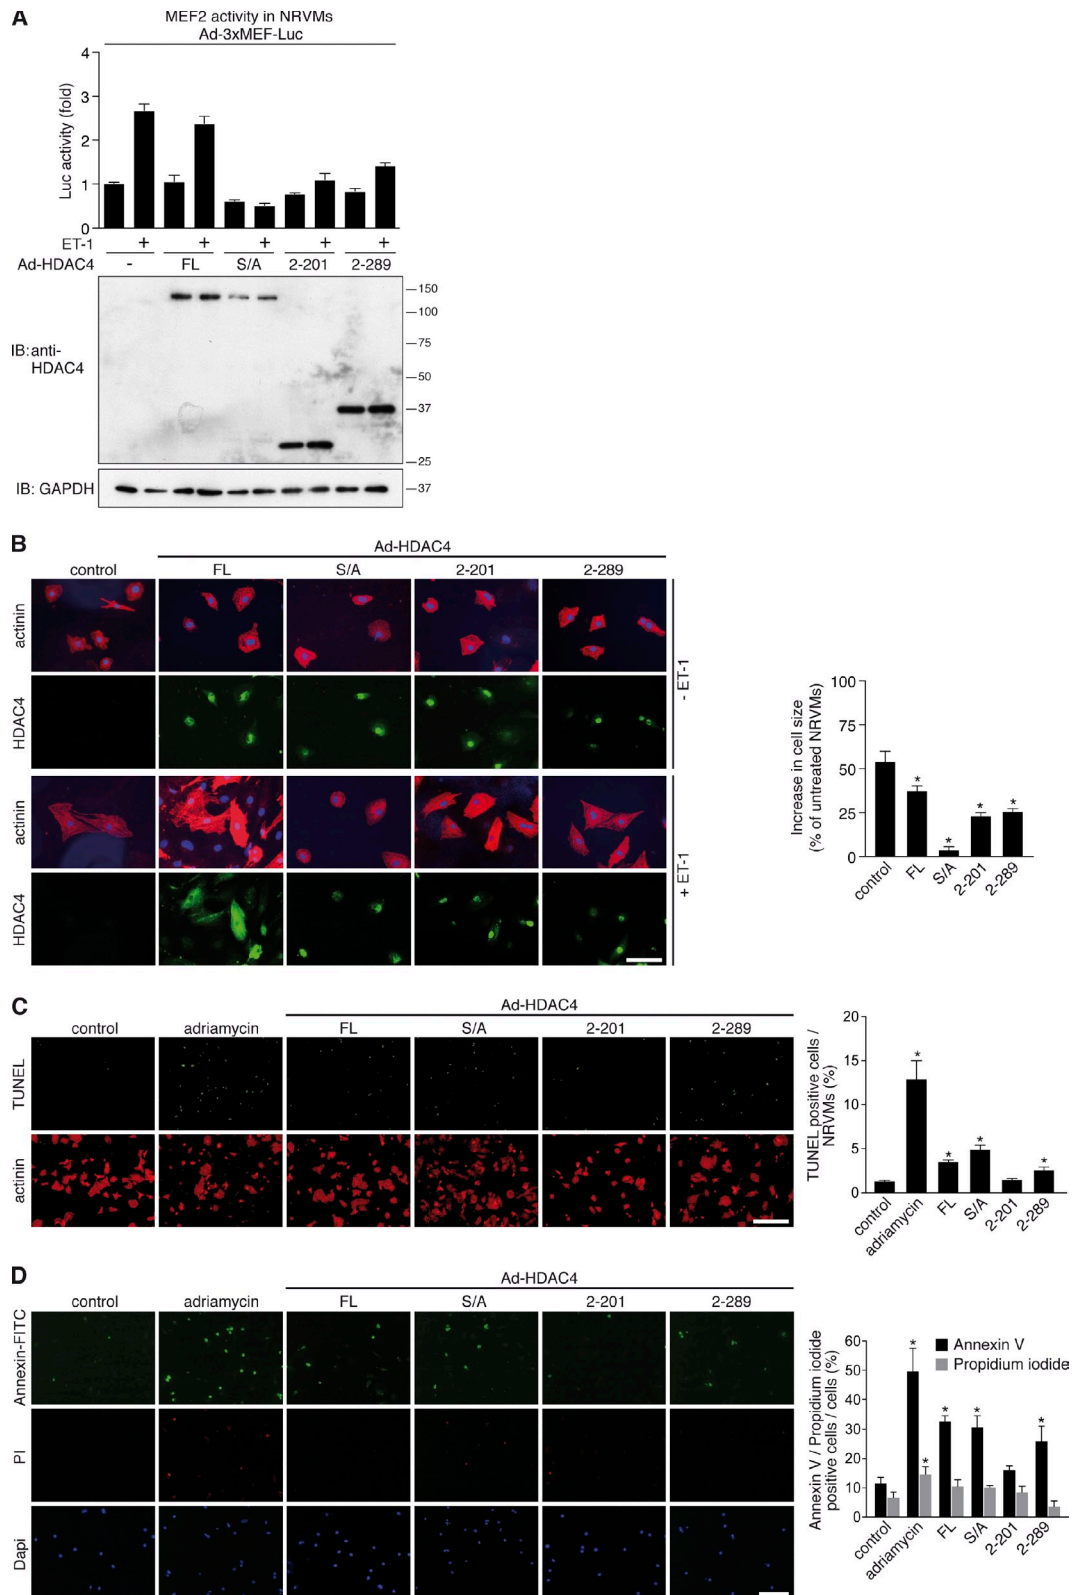 A
MEF2 activity in NRVMs
Ad-3xMEF-Luc
Luc activity (fold)
4
3
2
1
0
ET-1 + + + + +
Ad-HDAC4 - FL S/A 2-201 2-289
IB: anti-
HDAC4
150
100
75
50
37
25
IB: GAPDH
37
B
Ad-HDAC4
control FL S/A 2-201 2-289
actinin
HDAC4
- ET-1
actinin
HDAC4
+ ET-1
Increase in cell size
(% of untreated NRVMs)
100
75
50
25
0
* * * *
control FL S/A 2-201 2-289
C
Ad-HDAC4
control adriamycin FL S/A 2-201 2-289
TUNEL
actinin
TUNEL positive cells /
NRVMs (%)
20
15
10
5
0
* * * *
control adriamycin FL S/A 2-201 2-289
D
Ad-HDAC4
control adriamycin FL S/A 2-201 2-289
Annexin-FITC
PI
Dapi
Annexin V / Propidium iodide
positive cells / cells (%)
60
50
40
30
20
10
0
Annexin V
Propidium iodide
* * * * *
control adriamycin FL S/A 2-201 2-289